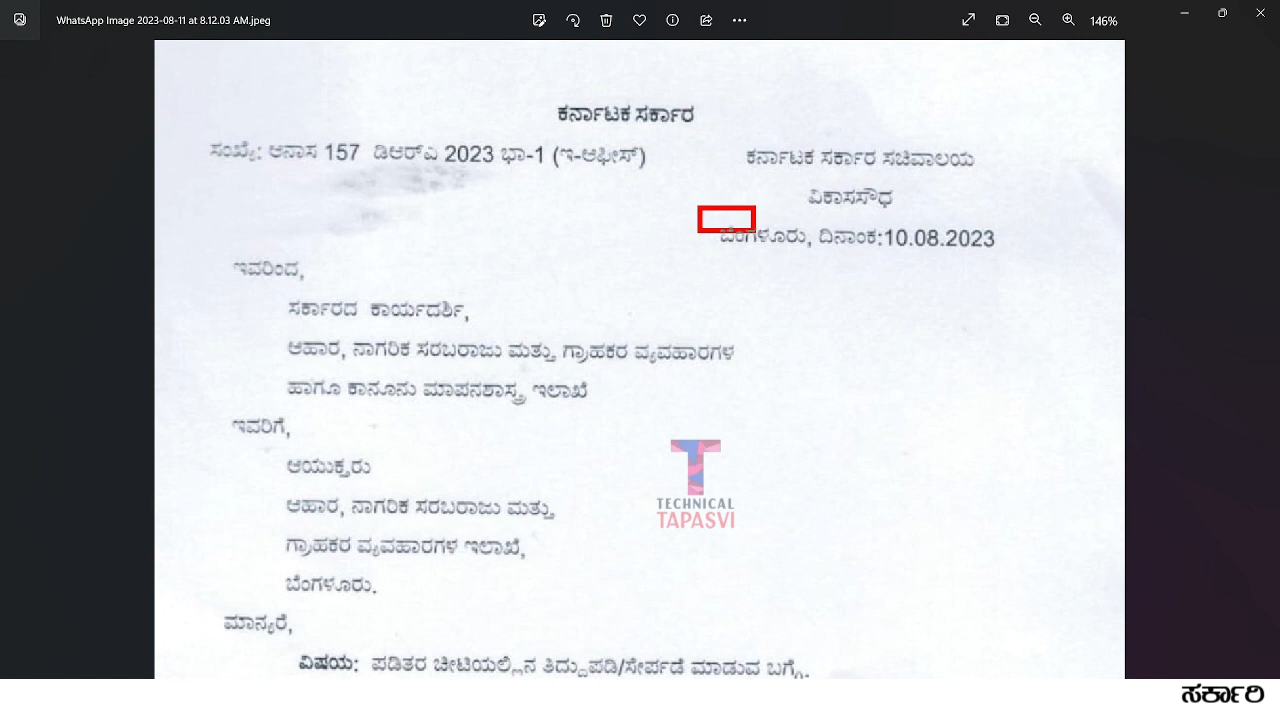 WhatsApp Image 2023-08-11 at 8.12.03 AM.jpeg
146%
ಕರ್ನಾಟಕ ಸರ್ಕಾರ
ಸಂಖ್ಯೆ: ಆನಾಸ 157 ಡಿಆರ್‌ಎ 2023 ಭಾ-1 (ಇ-ಆಫೀಸ್)
ಕರ್ನಾಟಕ ಸರ್ಕಾರ ಸಚಿವಾಲಯ
ವಿಕಾಸಸೌಧ
ಬೆಂಗಳೂರು, ದಿನಾಂಕ:10.08.2023
ಇವರಿಂದ,
ಸರ್ಕಾರದ ಕಾರ್ಯದರ್ಶಿ,
ಆಹಾರ, ನಾಗರಿಕ ಸರಬರಾಜು ಮತ್ತು ಗ್ರಾಹಕರ ವ್ಯವಹಾರಗಳ
ಹಾಗೂ ಕಾನೂನು ಮಾಪನಶಾಸ್ತ್ರ ಇಲಾಖೆ
ಇವರಿಗೆ,
ಆಯುಕ್ತರು
ಆಹಾರ, ನಾಗರಿಕ ಸರಬರಾಜು ಮತ್ತು
ಗ್ರಾಹಕರ ವ್ಯವಹಾರಗಳ ಇಲಾಖೆ,
ಬೆಂಗಳೂರು.
TECHNICAL
TAPASVI
ಮಾನ್ಯರೆ,
ವಿಷಯ: ಪಡಿತರ ಚೀಟಿಯಲ್ಲಿನ ತಿದ್ದುಪಡಿ/ಸೇರ್ಪಡೆ ಮಾಡುವ ಬಗ್ಗೆ.
ಸರ್ಕಾರಿ